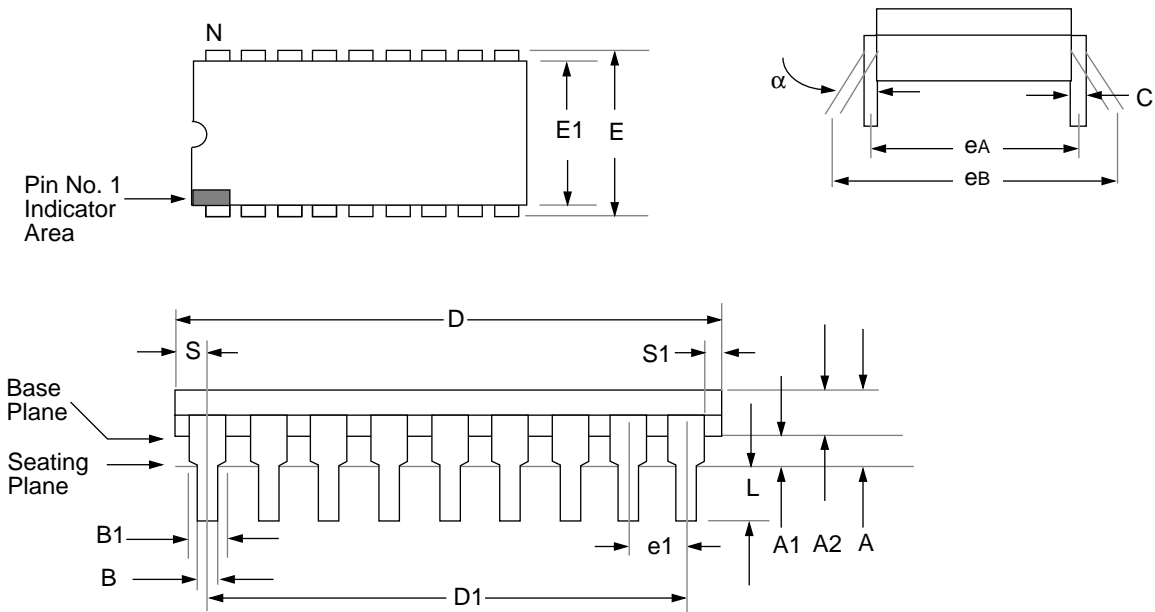 N
E1
E
Pin No. 1
Indicator
Area
α
C
eA
eB
D
S
S1
Base
Plane
Seating
Plane
L
B1
e1
A1
A2
A
B
D1